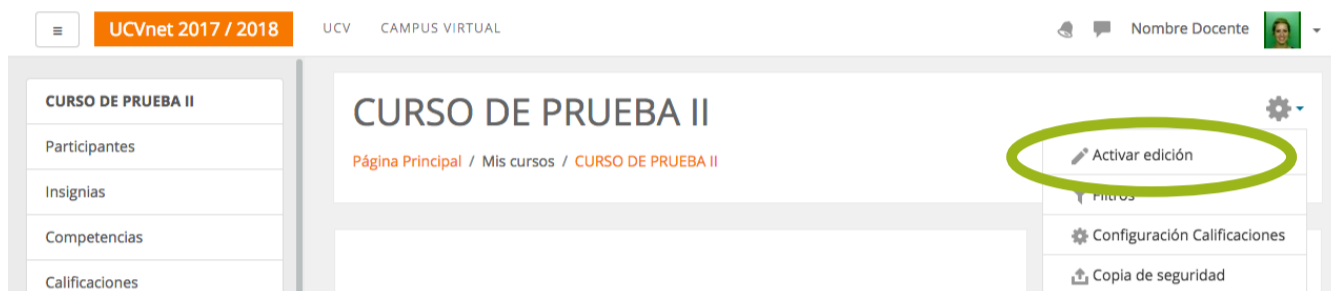 UCVnet 2017 / 2018 UCV CAMPUS VIRTUAL Nombre Docente
CURSO DE PRUEBA II
Participantes
Insignias
Competencias
Calificaciones
CURSO DE PRUEBA II
Página Principal / Mis cursos / CURSO DE PRUEBA II
Activar edición
Filtros
Configuración Calificaciones
Copia de seguridad